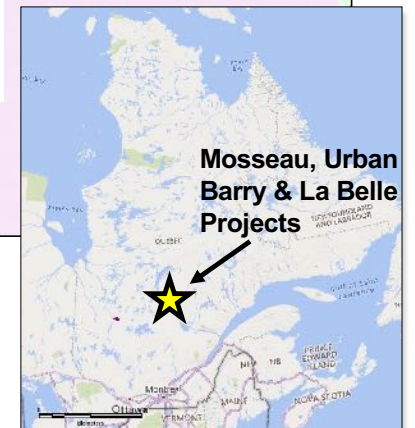 Mosseau, Urban
Barry & La Belle
Projects
NEWFOUNDLAND
AND LABRADOR
QUEBEC
Gulf of Saint
Lawrence
PRINCE
EDWARD
ISLAND
NB
Montreal
MAINE
NOVA SCOTIA
Ottawa
VERMONT